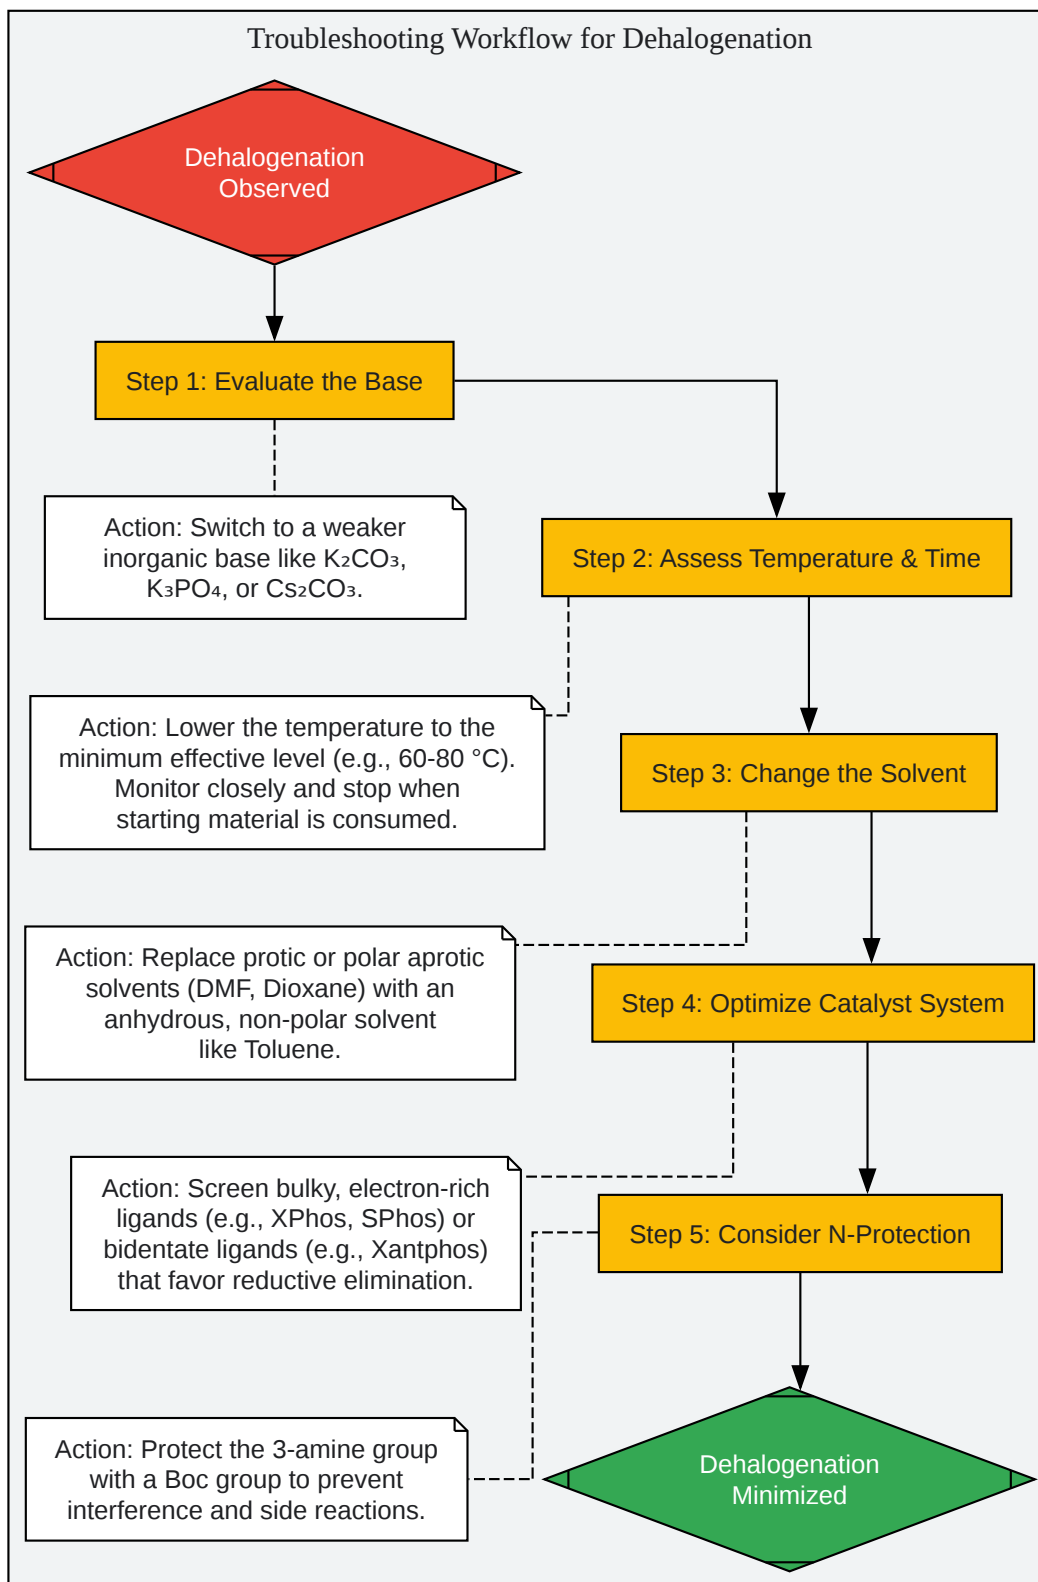 Troubleshooting Workflow for Dehalogenation
Dehalogenation
Observed
Step 1: Evaluate the Base
Action: Switch to a weaker
inorganic base like K₂CO₃,
K₃PO₄, or Cs₂CO₃.
Step 2: Assess Temperature & Time
Action: Lower the temperature to the
minimum effective level (e.g., 60-80 °C).
Monitor closely and stop when
starting material is consumed.
Step 3: Change the Solvent
Action: Replace protic or polar aprotic
solvents (DMF, Dioxane) with an
anhydrous, non-polar solvent
like Toluene.
Step 4: Optimize Catalyst System
Action: Screen bulky, electron-rich
ligands (e.g., XPhos, SPhos) or
bidentate ligands (e.g., Xantphos)
that favor reductive elimination.
Step 5: Consider N-Protection
Action: Protect the 3-amine group
with a Boc group to prevent
interference and side reactions.
Dehalogenation
Minimized